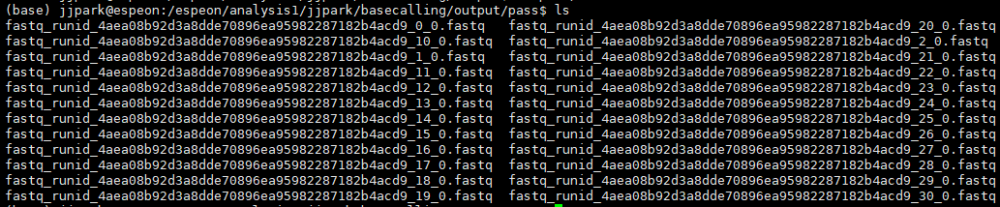 (base) jjpark@espeon:/espeon/analysis1/jjpark/basecalling/output/pass$ ls
fastq_runid_4aea08b92d3a8dde70896ea95982287182b4acd9_0_0.fastq fastq_runid_4aea08b92d3a8dde70896ea95982287182b4acd9_20_0.fastq
fastq_runid_4aea08b92d3a8dde70896ea95982287182b4acd9_10_0.fastq fastq_runid_4aea08b92d3a8dde70896ea95982287182b4acd9_2_0.fastq
fastq_runid_4aea08b92d3a8dde70896ea95982287182b4acd9_1_0.fastq fastq_runid_4aea08b92d3a8dde70896ea95982287182b4acd9_21_0.fastq
fastq_runid_4aea08b92d3a8dde70896ea95982287182b4acd9_11_0.fastq fastq_runid_4aea08b92d3a8dde70896ea95982287182b4acd9_22_0.fastq
fastq_runid_4aea08b92d3a8dde70896ea95982287182b4acd9_12_0.fastq fastq_runid_4aea08b92d3a8dde70896ea95982287182b4acd9_23_0.fastq
fastq_runid_4aea08b92d3a8dde70896ea95982287182b4acd9_13_0.fastq fastq_runid_4aea08b92d3a8dde70896ea95982287182b4acd9_24_0.fastq
fastq_runid_4aea08b92d3a8dde70896ea95982287182b4acd9_14_0.fastq fastq_runid_4aea08b92d3a8dde70896ea95982287182b4acd9_25_0.fastq
fastq_runid_4aea08b92d3a8dde70896ea95982287182b4acd9_15_0.fastq fastq_runid_4aea08b92d3a8dde70896ea95982287182b4acd9_26_0.fastq
fastq_runid_4aea08b92d3a8dde70896ea95982287182b4acd9_16_0.fastq fastq_runid_4aea08b92d3a8dde70896ea95982287182b4acd9_27_0.fastq
fastq_runid_4aea08b92d3a8dde70896ea95982287182b4acd9_17_0.fastq fastq_runid_4aea08b92d3a8dde70896ea95982287182b4acd9_28_0.fastq
fastq_runid_4aea08b92d3a8dde70896ea95982287182b4acd9_18_0.fastq fastq_runid_4aea08b92d3a8dde70896ea95982287182b4acd9_29_0.fastq
fastq_runid_4aea08b92d3a8dde70896ea95982287182b4acd9_19_0.fastq fastq_runid_4aea08b92d3a8dde70896ea95982287182b4acd9_30_0.fastq